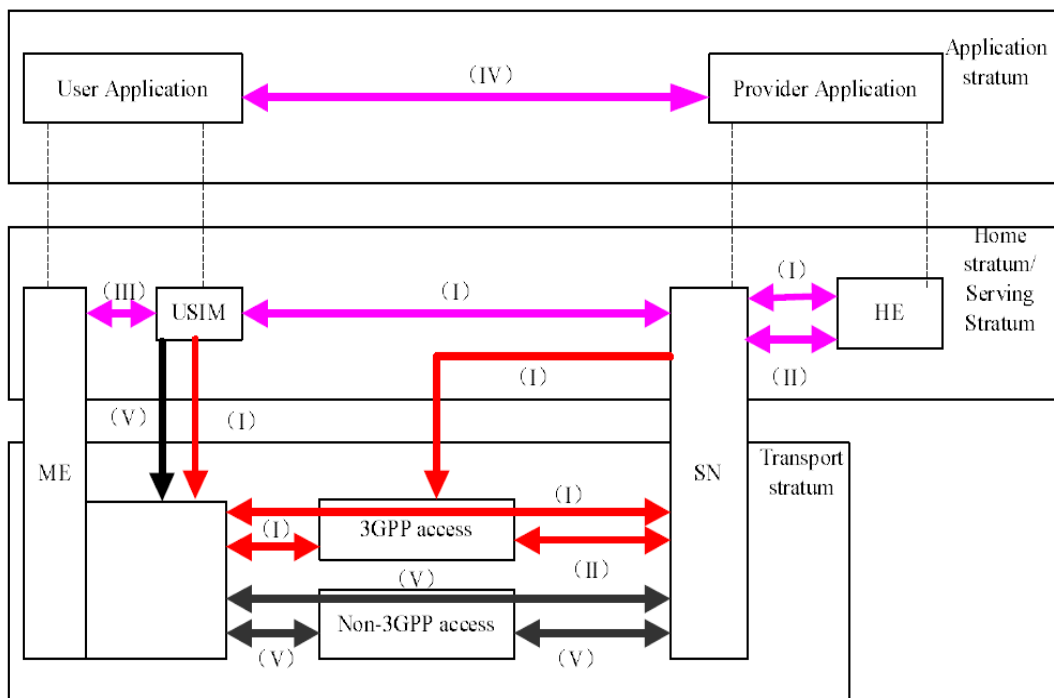 Application
stratum
User Application
（IV）
Provider Application
Home
stratum/
Serving
Stratum
（III）
USIM
（I）
（I）
HE
（II）
（I）
（V）
（I）
ME
SN
Transport
stratum
（I）
3GPP access
（I）
（V）
（II）
Non-3GPP access
（V）
（V）